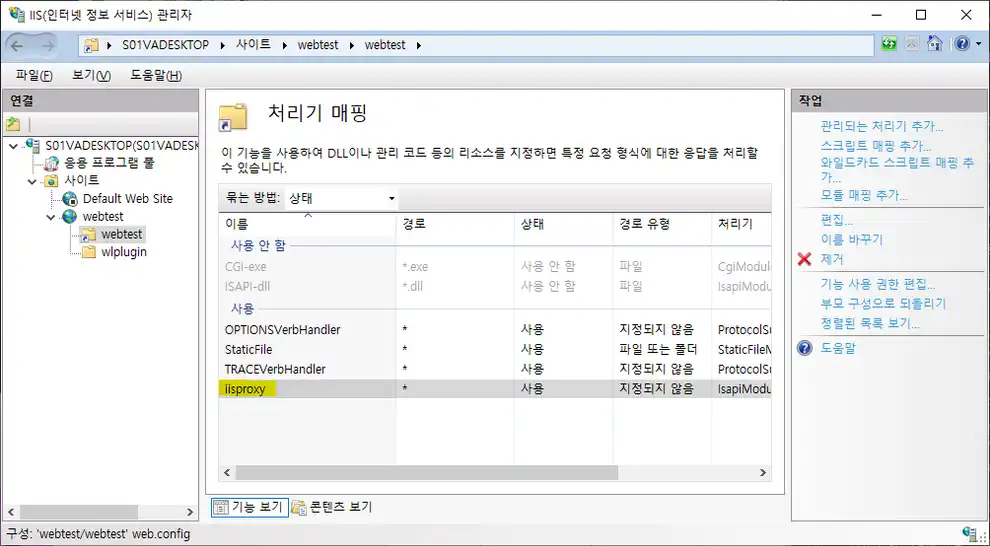 IIS(인터넷 정보 서비스) 관리자
S01VADESKTOP 사이트 webtest webtest
파일(F) 보기(V) 도움말(H)
연결
S01VADESKTOP(S01VADESK
응용 프로그램 풀
사이트
Default Web Site
webtest
webtest
wlplugin
처리기 매핑
이 기능을 사용하여 DLL이나 관리 코드 등의 리소스를 지정하면 특정 요청 형식에 대한 응답을 처리할
수 있습니다.
묶는 방법: 상태
이름 경로 상태 경로 유형 처리기
사용 안 함
CGI-exe *.exe 사용 안 함 파일 CgiModul
ISAPI-dll *.dll 사용 안 함 파일 IsapiModu
사용
OPTIONSVerbHandler * 사용 지정되지 않음 ProtocolSu
StaticFile * 사용 파일 또는 폴더 StaticFileM
TRACEVerbHandler * 사용 지정되지 않음 ProtocolSu
iisproxy * 사용 지정되지 않음 IsapiModu
기능 보기 콘텐츠 보기
작업
관리되는 처리기 추가...
스크립트 매핑 추가...
와일드카드 스크립트 매핑 추
가...
모듈 매핑 추가...
편집...
이름 바꾸기
제거
기능 사용 권한 편집...
부모 구성으로 되돌리기
정렬된 목록 보기...
도움말
구성: 'webtest/webtest' web.config